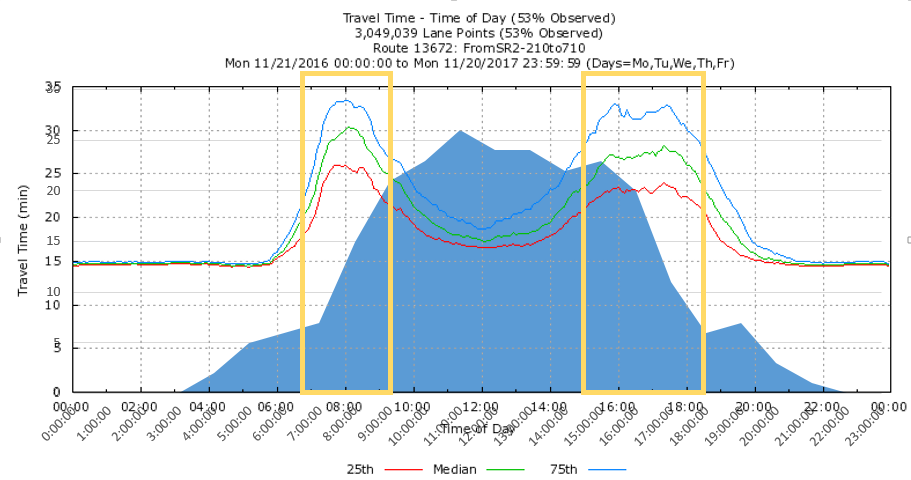 Travel Time - Time of Day (53% Observed)
3,049,039 Lane Points (53% Observed)
Route 13672: FromSR2-210to710
Mon 11/21/2016 00:00:00 to Mon 11/20/2017 23:59:59 (Days=Mo,Tu,We,Th,Fr)
Travel Time (min)
35
35
30
25
25
20
20
15
15
10
10
5
5
0
0
00:00 02:00 04:00 06:00 08:00 10:00 12:00 14:00 16:00 18:00 20:00 22:00 00:00
0:00:00 1:00:00 2:00:00 3:00:00 4:00:00 5:00:00 6:00:00 7:00:00 8:00:00 9:00:00 10:00:00 11:00:00 12:00:00 13:00:00 14:00:00 15:00:00 16:00:00 17:00:00 18:00:00 19:00:00 20:00:00 21:00:00 22:00:00 23:00:00
Time of Day
25th Median 75th